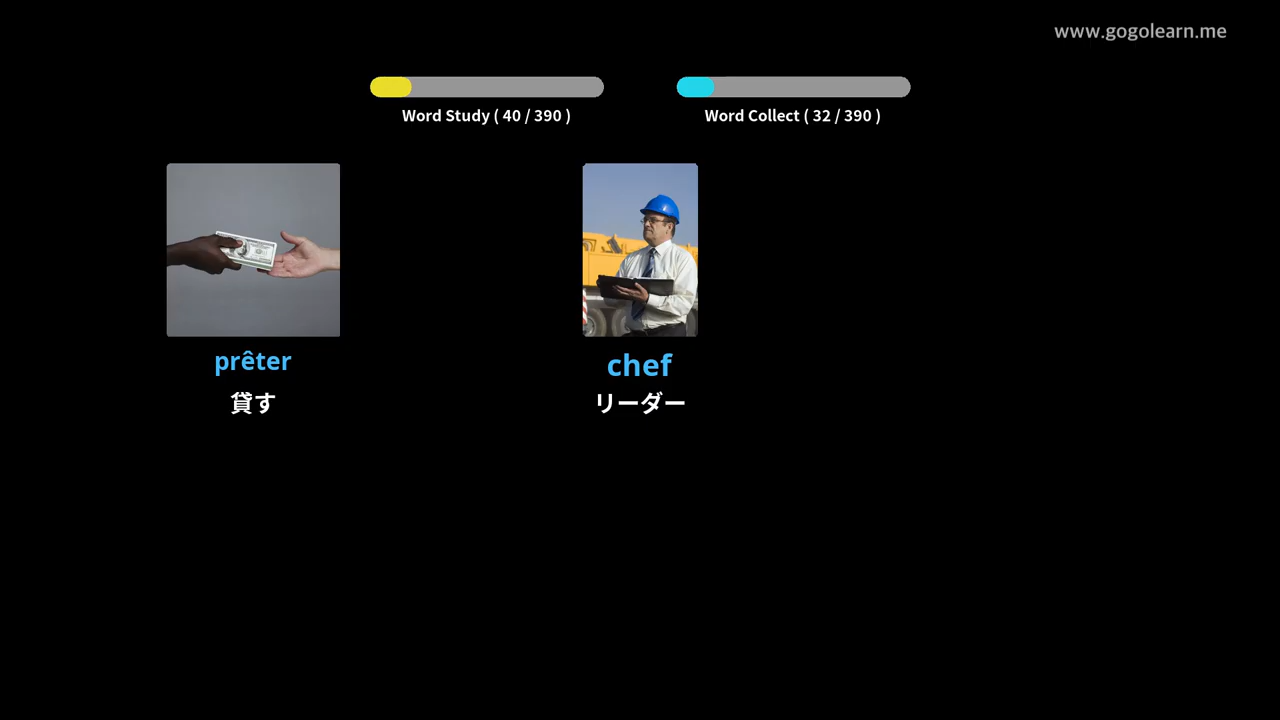 www.gogolearn.me
Word Study ( 40 / 390 )
Word Collect ( 32 / 390 )
prêter
貸す
chef
リーダー